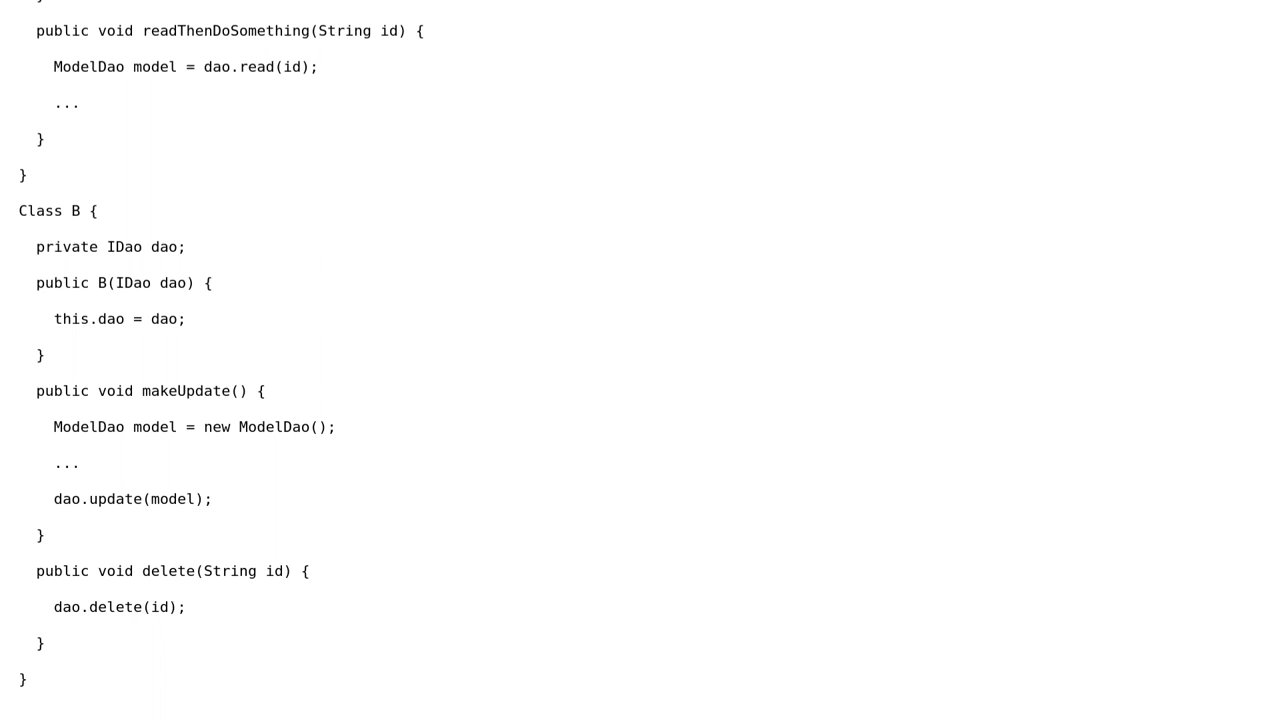 }
  public void readThenDoSomething(String id) {
    ModelDao model = dao.read(id);
    ...
  }
}
Class B {
  private IDao dao;
  public B(IDao dao) {
    this.dao = dao;
  }
  public void makeUpdate() {
    ModelDao model = new ModelDao();
    ...
    dao.update(model);
  }
  public void delete(String id) {
    dao.delete(id);
  }
}